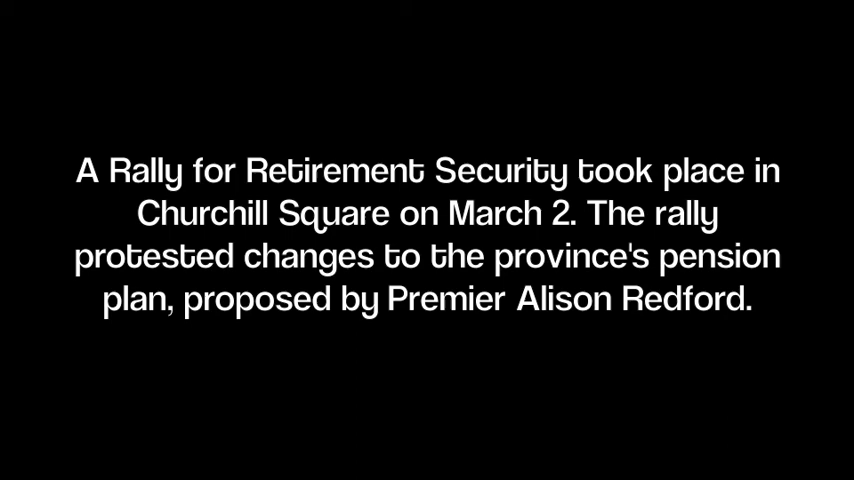 A Rally for Retirement Security took place in
Churchill Square on March 2. The rally
protested changes to the province's pension
plan, proposed by Premier Alison Redford.